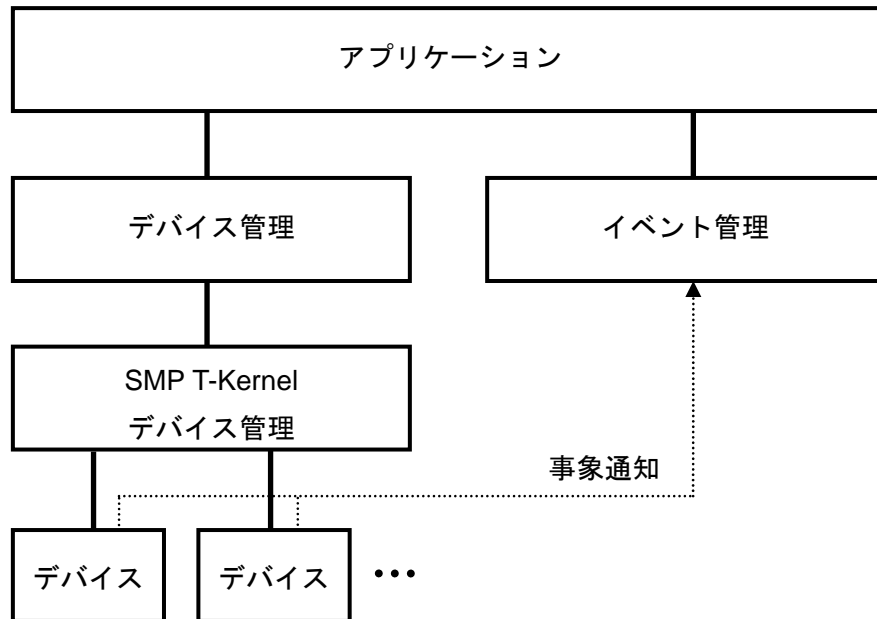 アプリケーション
デバイス管理
イベント管理
SMP T-Kernel
デバイス管理
事象通知
デバイス
デバイス
•••